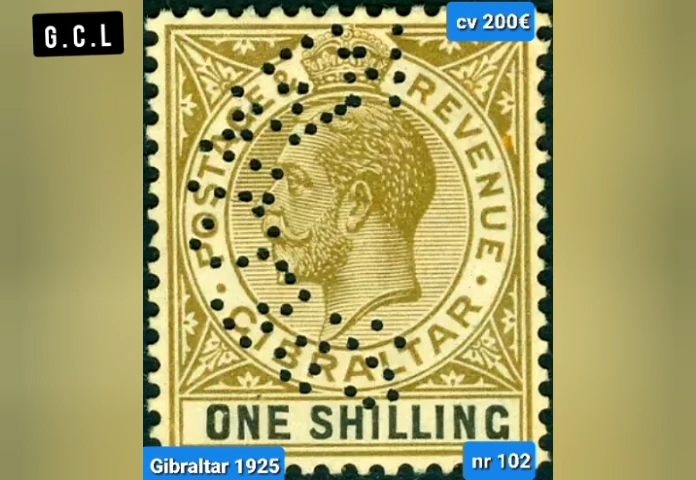 G.C.L
cv 200€
POSTAGE & REVENUE
GIBRALTAR
ONE SHILLING
Gibraltar 1925
nr 102